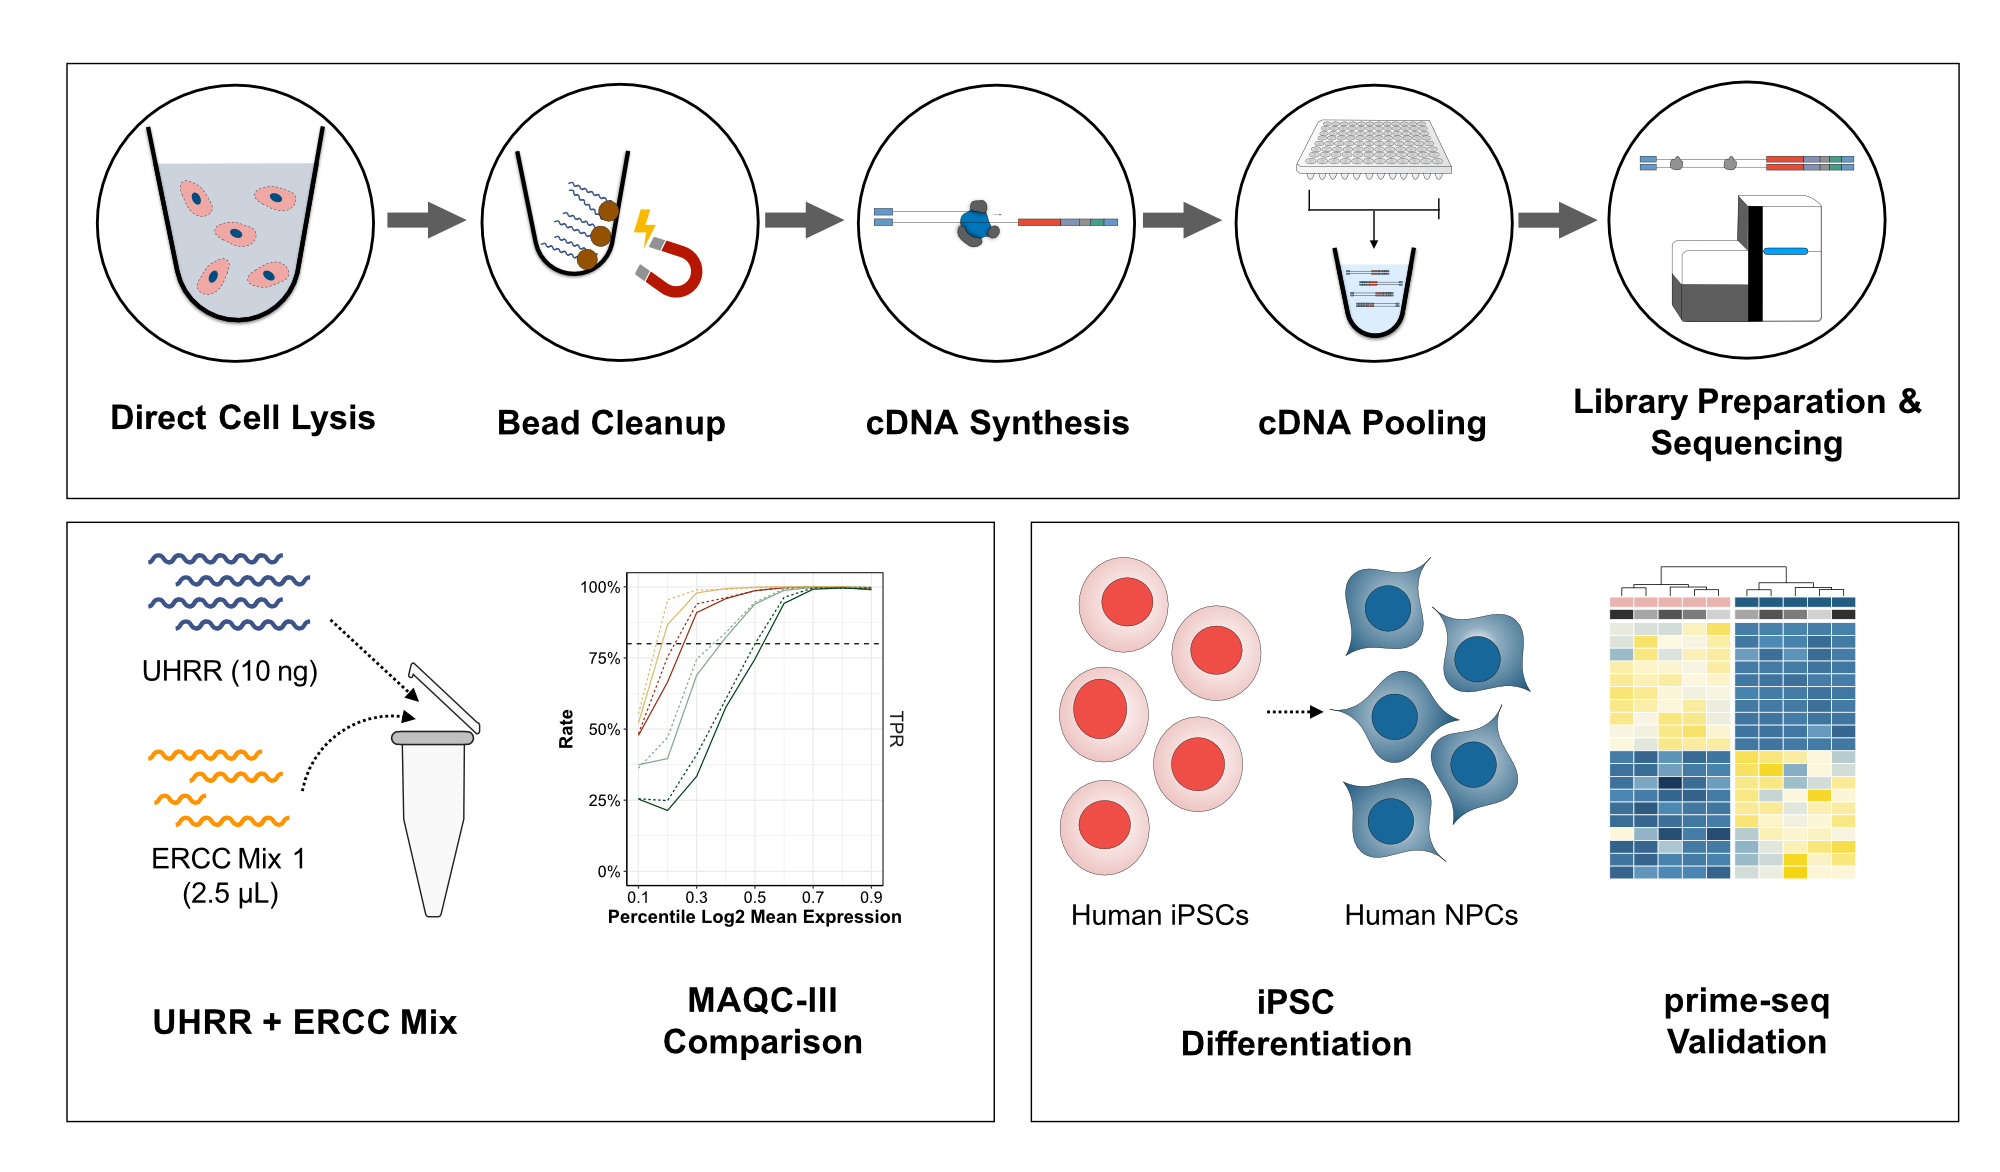 Direct Cell Lysis
Bead Cleanup
cDNA Synthesis
cDNA Pooling
Library Preparation &
Sequencing
UHRR (10 ng)
ERCC Mix 1
(2.5 µL)
UHRR + ERCC Mix
100%
75%
50%
25%
0%
Rate
TPR
0.1
0.3
0.5
0.7
0.9
Percentile Log2 Mean Expression
MAQC-III
Comparison
Human iPSCs
Human NPCs
iPSC
Differentiation
prime-seq
Validation